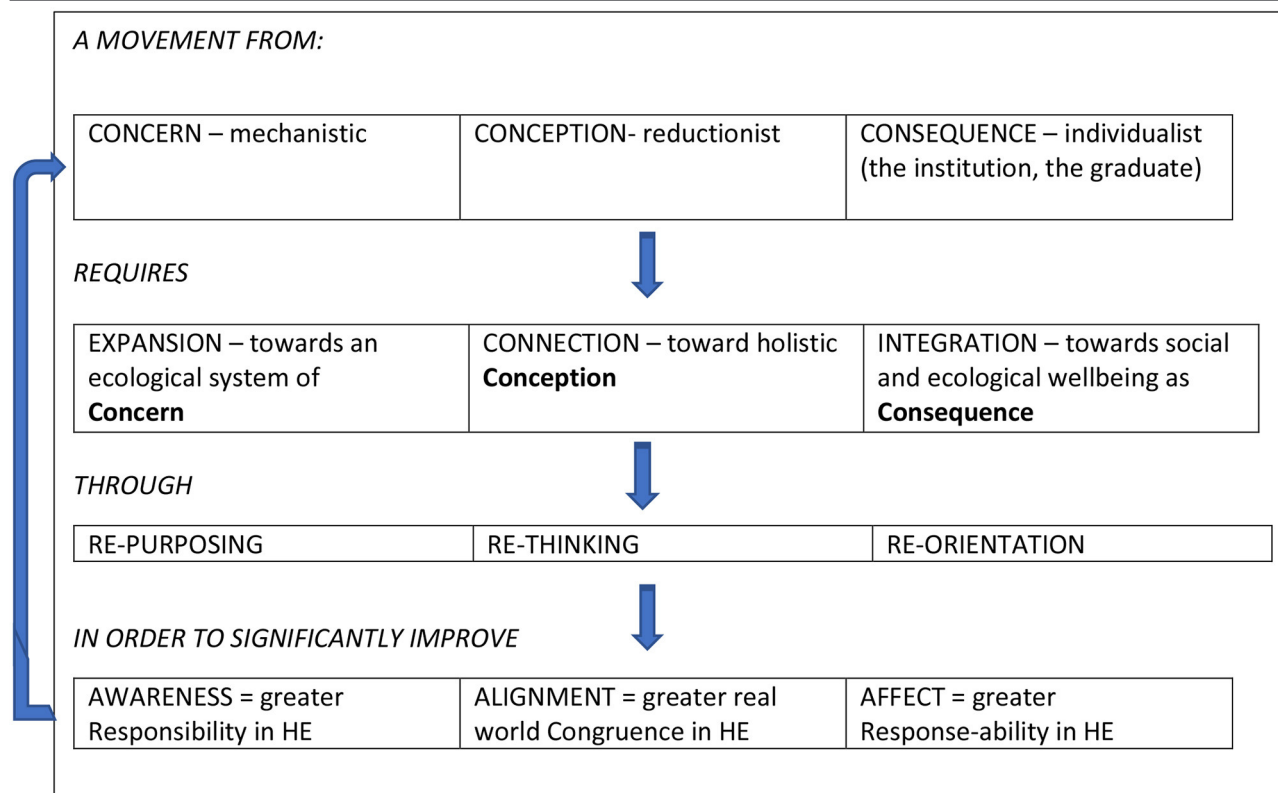 A MOVEMENT FROM:
CONCERN – mechanistic
CONCEPTION- reductionist
CONSEQUENCE – individualist
(the institution, the graduate)
REQUIRES
EXPANSION – towards an
ecological system of
Concern
CONNECTION – toward holistic
Conception
INTEGRATION – towards social
and ecological wellbeing as
Consequence
THROUGH
RE-PURPOSING
RE-THINKING
RE-ORIENTATION
IN ORDER TO SIGNIFICANTLY IMPROVE
AWARENESS = greater
Responsibility in HE
ALIGNMENT = greater real
world Congruence in HE
AFFECT = greater
Response-ability in HE